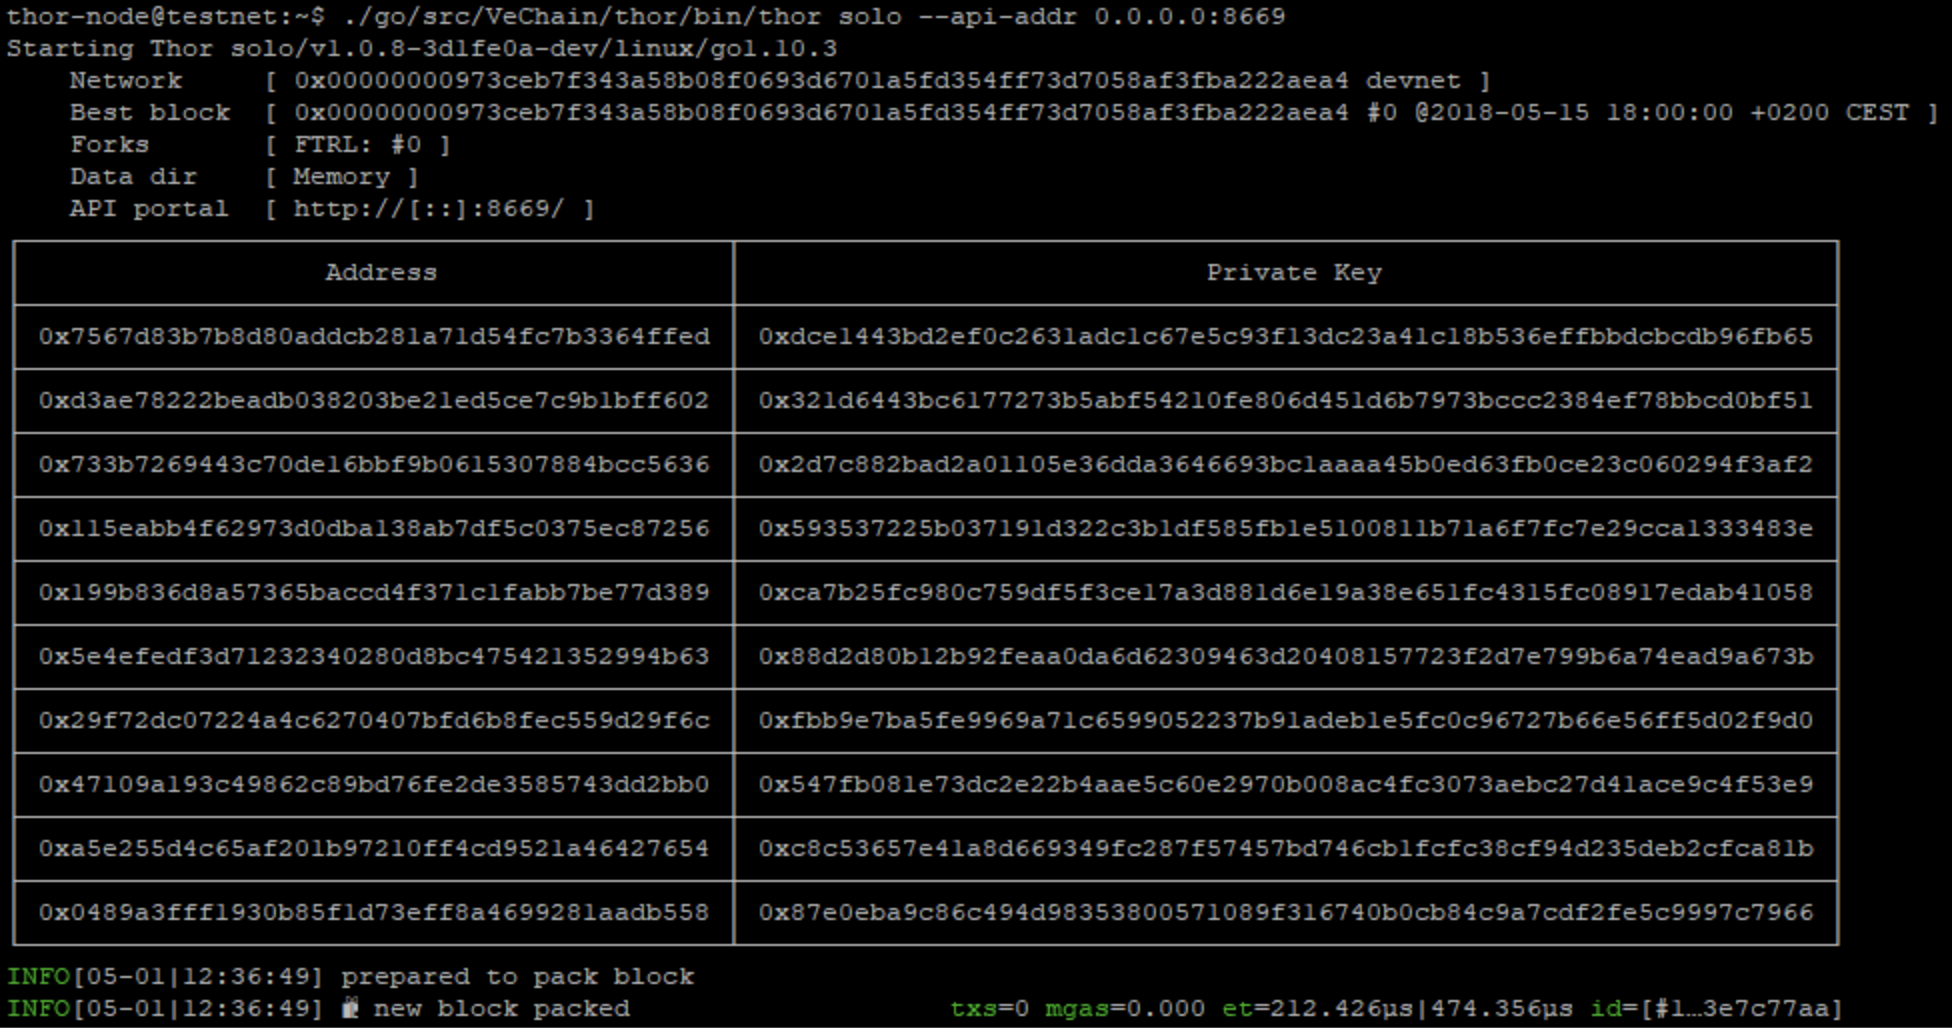 thor-node@testnet:~$ ./go/src/VeChain/thor/bin/thor solo --api-addr 0.0.0.0:8669
Starting Thor solo/v1.0.8-3d1fe0a-dev/linux/go1.10.3
Network [ 0x00000000973ceb7f343a58b08f0693d6701a5fd354ff73d7058af3fba222aea4 devnet ]
Best block [ 0x00000000973ceb7f343a58b08f0693d6701a5fd354ff73d7058af3fba222aea4 #0 @2018-05-15 18:00:00 +0200 CEST ]
Forks [ FTRL: #0 ]
Data dir [ Memory ]
API portal [ http://[::]:8669/ ]
Address Private Key
0x7567d83b7b8d80addcb281a71d54fc7b3364ffed 0xdce1443bd2ef0c2631adc1c67e5c93f13dc23a41c18b536effbbdcbcdb96fb65
0xd3ae78222beadb038203be21ed5ce7c9b1bff602 0x321d6443bc6177273b5abf54210fe806d451d6b7973bccc2384ef78bbcd0bf51
0x733b7269443c70de16bbf9b0615307884bcc5636 0x2d7c882bad2a01105e36dda3646693bc1aaaa45b0ed63fb0ce23c060294f3af2
0x115eabb4f62973d0dba138ab7df5c0375ec87256 0x593537225b037191d322c3b1df585fb1e5100811b71a6f7fc7e29cca1333483e
0x199b836d8a57365baccd4f371c1fabb7be77d389 0xca7b25fc980c759df5f3ce17a3d881d6e19a38e651fc4315fc08917edab41058
0x5e4efedf3d71232340280d8bc475421352994b63 0x88d2d80b12b92feaa0da6d62309463d20408157723f2d7e799b6a74ead9a673b
0x29f72dc07224a4c6270407bfd6b8fec559d29f6c 0xfbb9e7ba5fe9969a71c6599052237b91adeb1e5fc0c96727b66e56ff5d02f9d0
0x47109a193c49862c89bd76fe2de3585743dd2bb0 0x547fb081e73dc2e22b4aae5c60e2970b008ac4fc3073aebc27d41ace9c4f53e9
0xa5e255d4c65af201b97210ff4cd9521a46427654 0xc8c53657e41a8d669349fc287f57457bd746cb1fcfc38cf94d235deb2cfca81b
0x0489a3fff1930b85f1d73eff8a4699281aadb558 0x87e0eba9c86c494d98353800571089f316740b0cb84c9a7cdf2fe5c9997c7966
INFO[05-01|12:36:49] prepared to pack block
INFO[05-01|12:36:49] new block packed txs=0 mgas=0.000 et=212.426µs|474.356µs id=[#1…3e7c77aa]